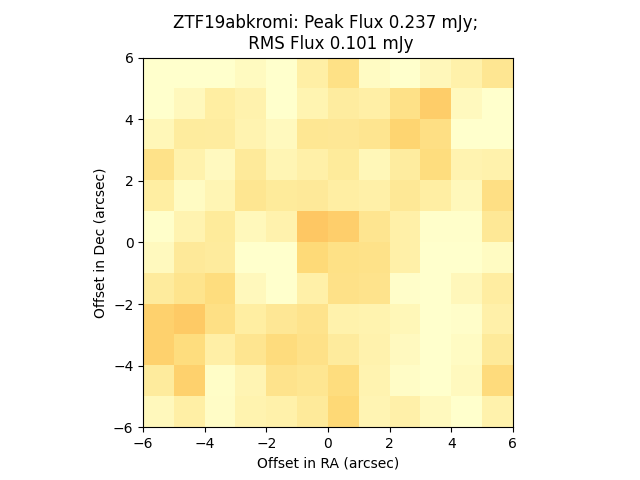 ZTF19abkromi: Peak Flux 0.237 mJy;
RMS Flux 0.101 mJy
6
4
2
0
−2
−4
−6
Offset in Dec (arcsec)
−6 −4 −2 0 2 4 6
Offset in RA (arcsec)